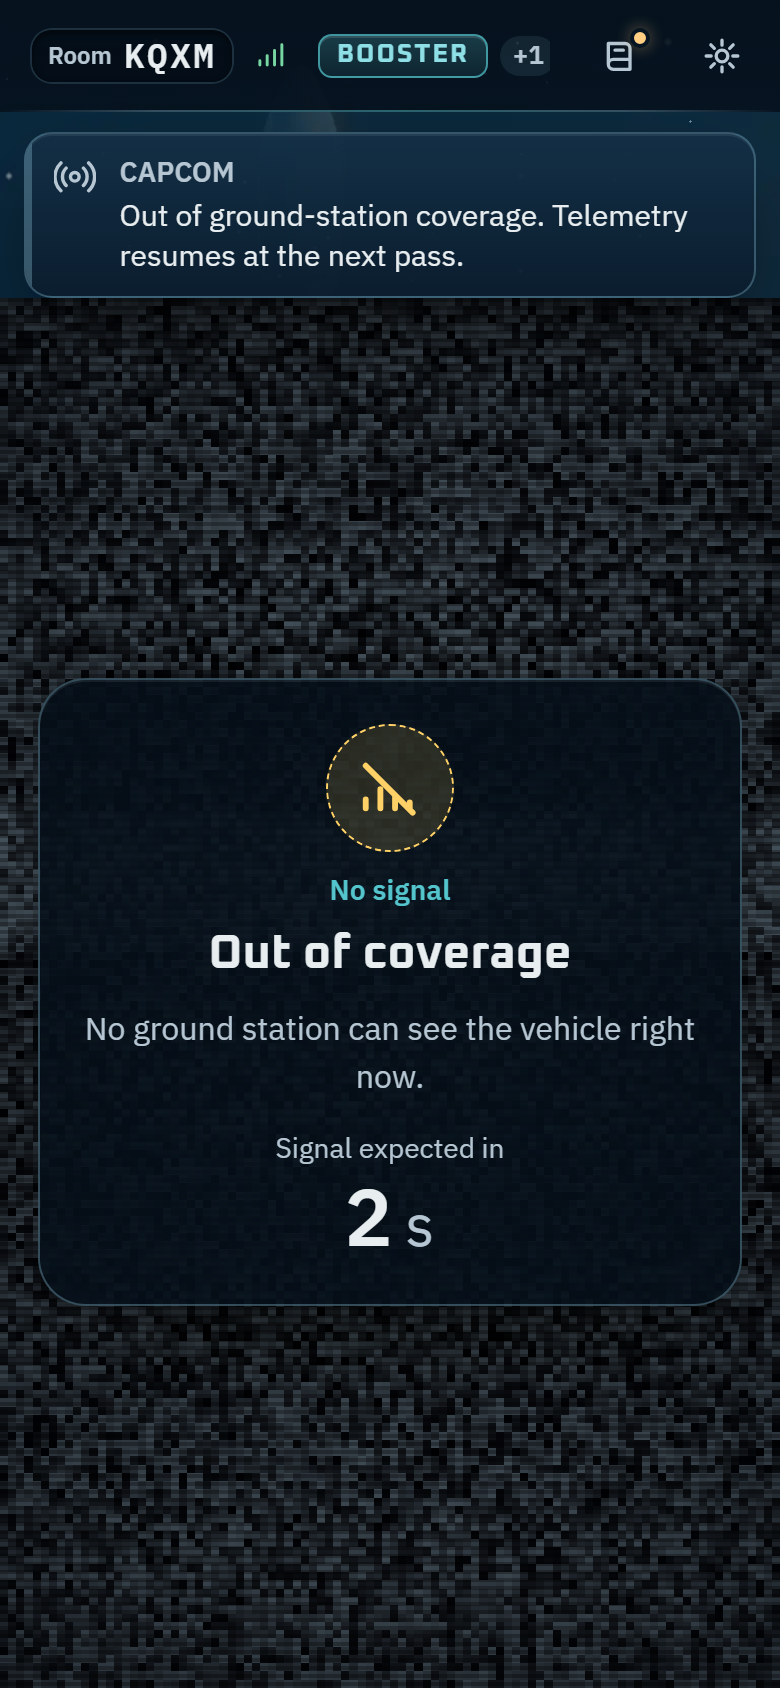 Room KQXM BOOSTER +1
CAPCOM
Out of ground-station coverage. Telemetry
resumes at the next pass.
No signal
Out of coverage
No ground station can see the vehicle right
now.
Signal expected in
2 s